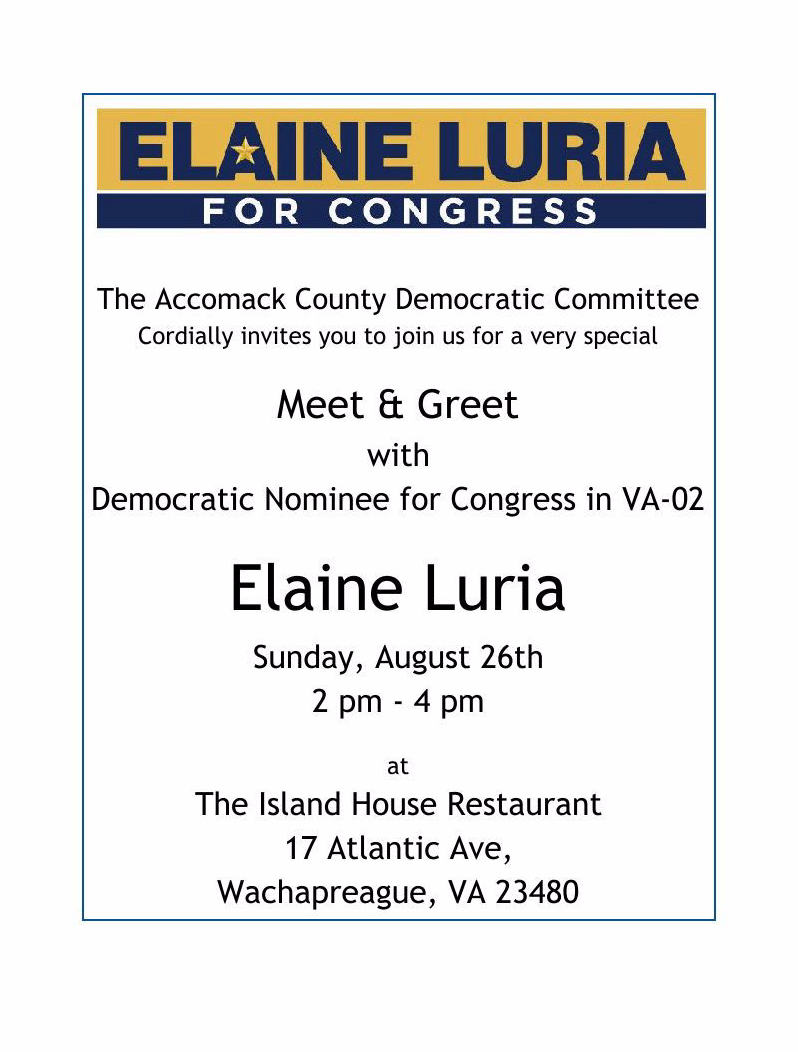 ELAINE LURIA
FOR CONGRESS
The Accomack County Democratic Committee
Cordially invites you to join us for a very special
Meet & Greet
with
Democratic Nominee for Congress in VA-02
Elaine Luria
Sunday, August 26th
2 pm - 4 pm
at
The Island House Restaurant
17 Atlantic Ave,
Wachapreague, VA 23480